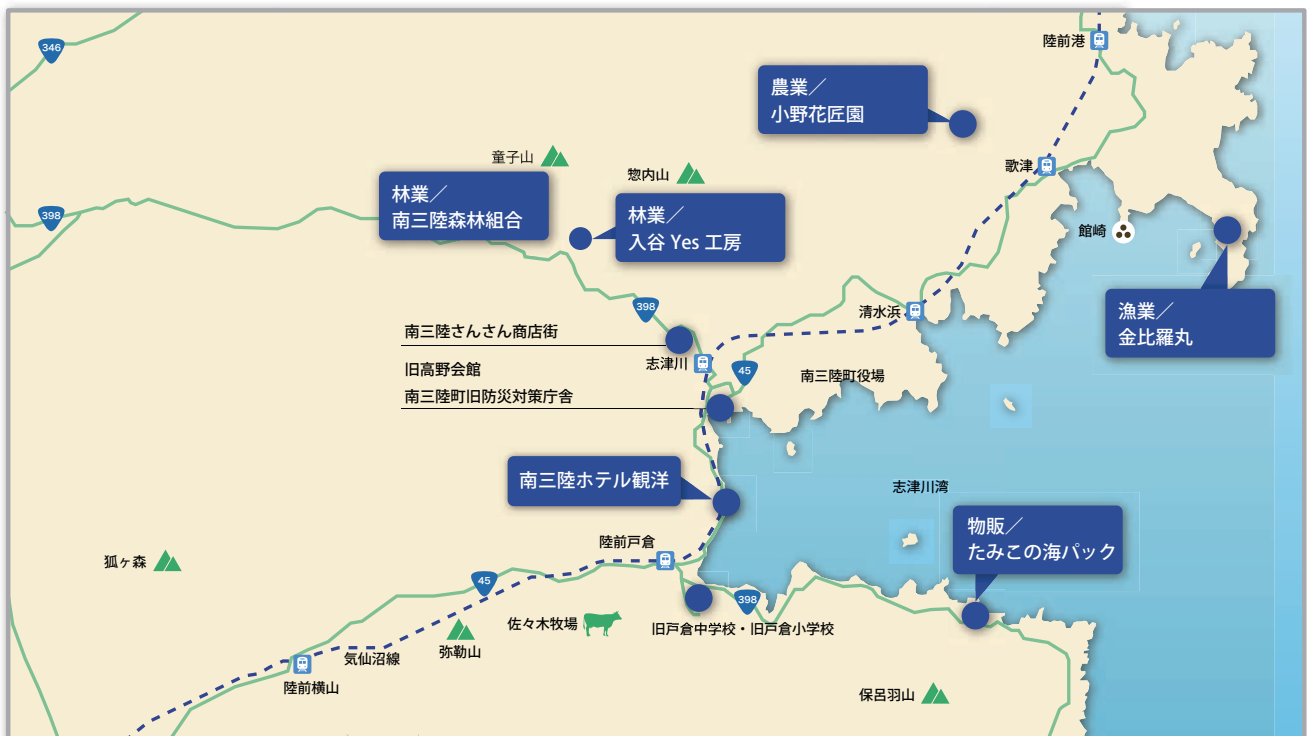 陸前港
346
農業／
小野花匠園
童子山
惣内山
歌津
林業／
南三陸森林組合
林業／
入谷 Yes 工房
398
館崎
漁業／
金比羅丸
398
清水浜
南三陸さんさん商店街
志津川
旧高野会館
45
南三陸町役場
南三陸町旧防災対策庁舎
南三陸ホテル観洋
志津川湾
物販／
たみこの海パック
陸前戸倉
狐ヶ森
45
398
佐々木牧場
旧戸倉中学校・旧戸倉小学校
弥勒山
気仙沼線
陸前横山
保呂羽山